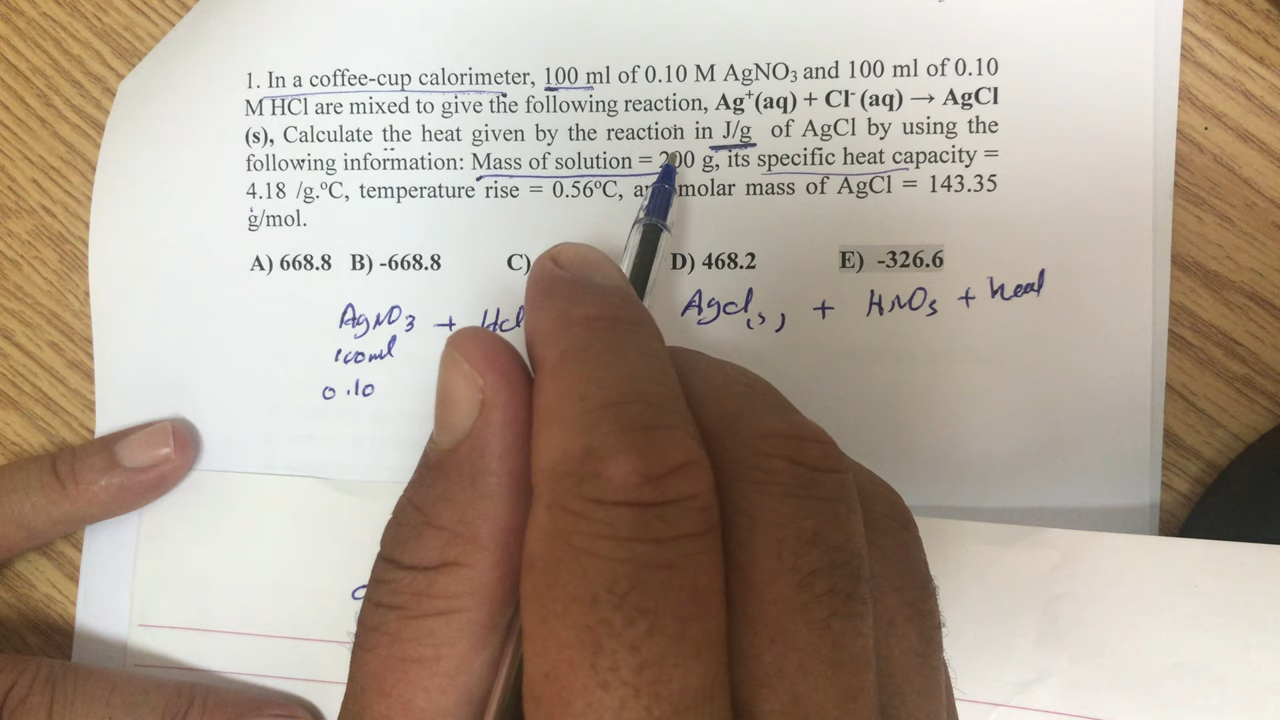 1. In a coffee-cup calorimeter, 100 ml of 0.10 M AgNO₃ and 100 ml of 0.10
M HCl are mixed to give the following reaction, Ag⁺(aq) + Cl⁻ (aq) → AgCl
(s), Calculate the heat given by the reaction in J/g of AgCl by using the
following information: Mass of solution = 200 g, its specific heat capacity =
4.18 /g.ºC, temperature rise = 0.56ºC, molar mass of AgCl = 143.35
g/mol.
A) 668.8 B) -668.8 C) D) 468.2 E) -326.6
AgNO3 + Hcl Agcl(s) + HNO3 + heat
100ml
0.10